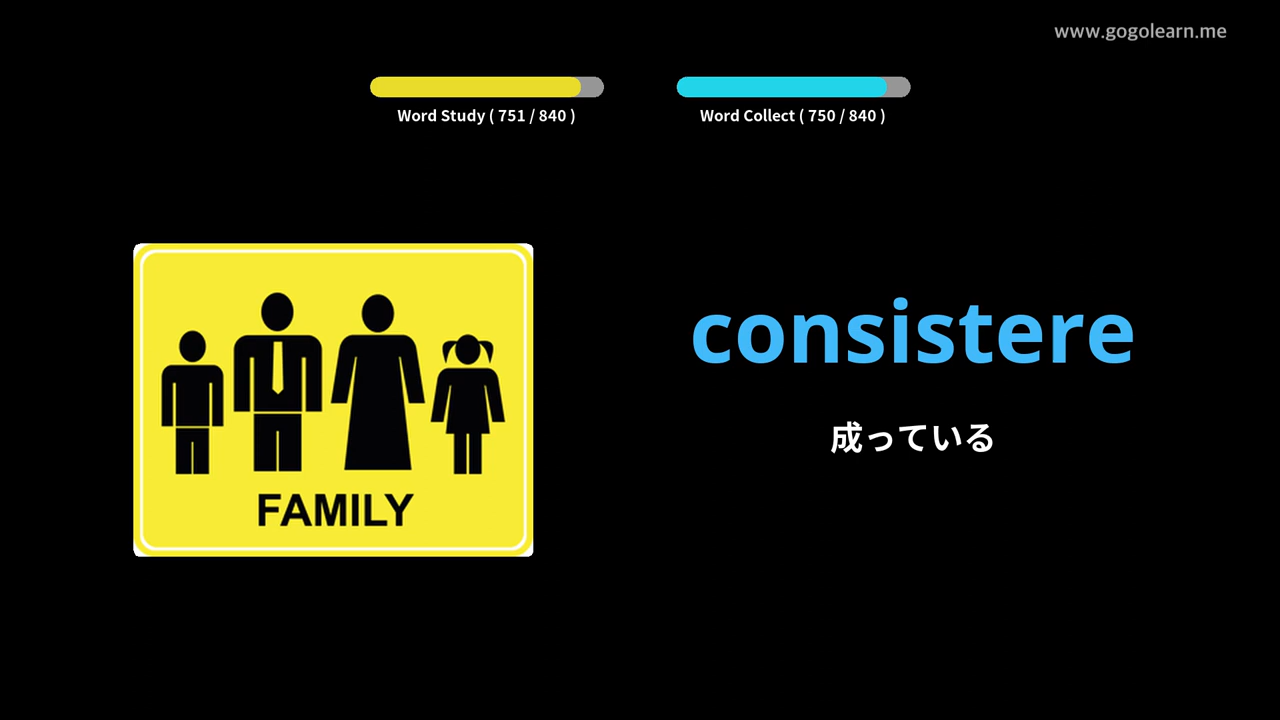 www.gogolearn.me
Word Study ( 751 / 840 )
Word Collect ( 750 / 840 )
consistere
成っている
FAMILY